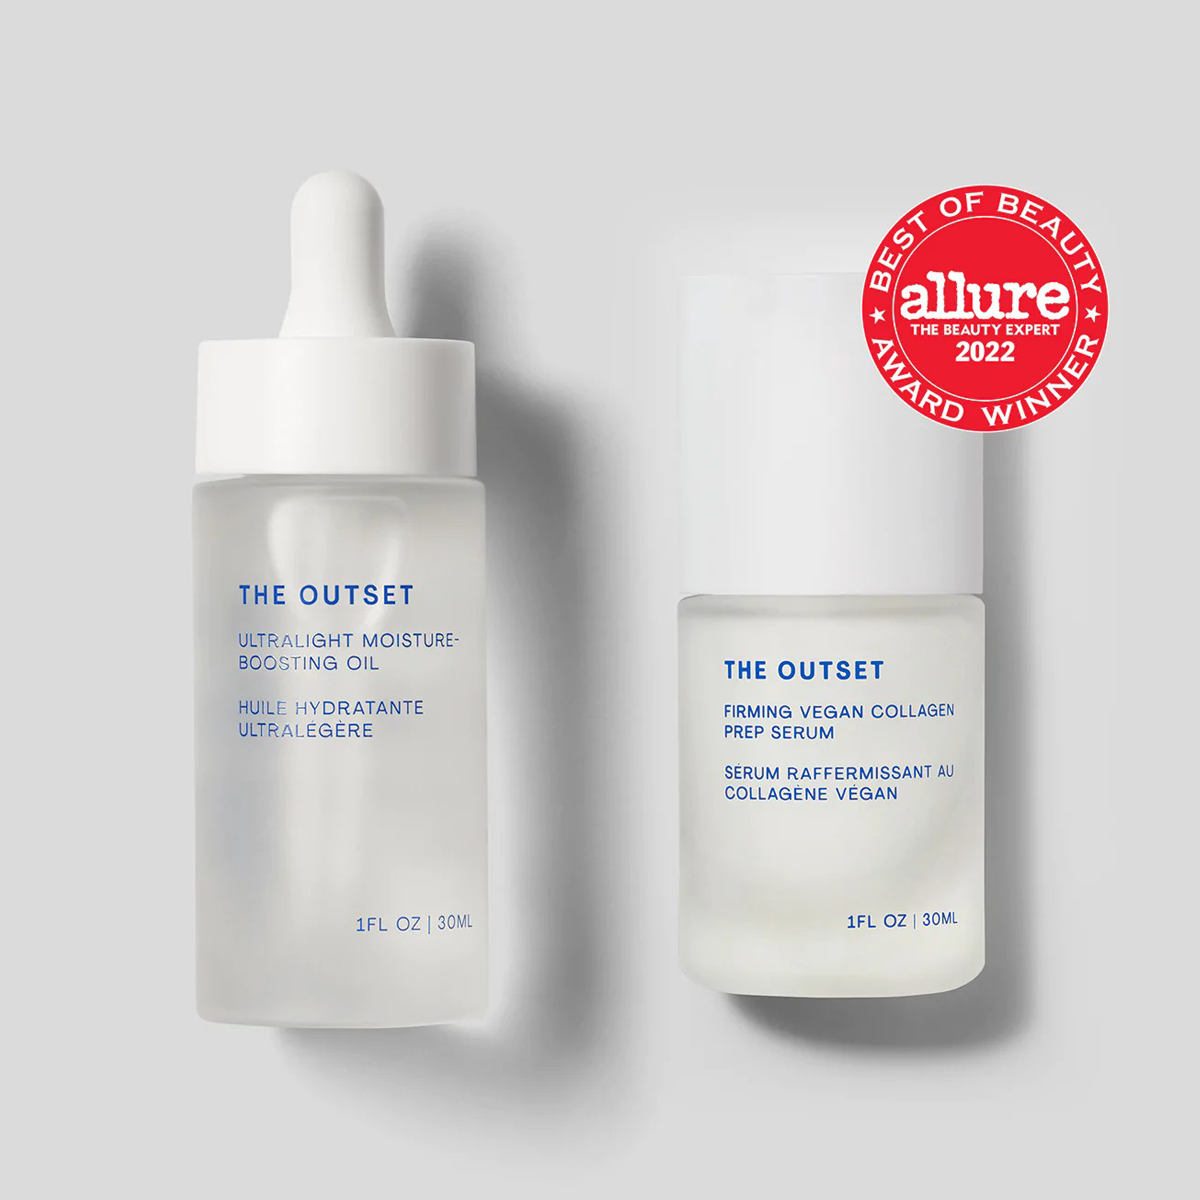 THE OUTSET
ULTRALIGHT MOISTURE-
BOOSTING OIL
HUILE HYDRATANTE
ULTRALÉGÈRE
1FL OZ | 30ML
BEST OF BEAUTY
allure
THE BEAUTY EXPERT
2022
AWARD WINNER
THE OUTSET
FIRMING VEGAN COLLAGEN
PREP SERUM
SÉRUM RAFFERMISSANT AU
COLLAGÈNE VÉGAN
1FL OZ | 30ML